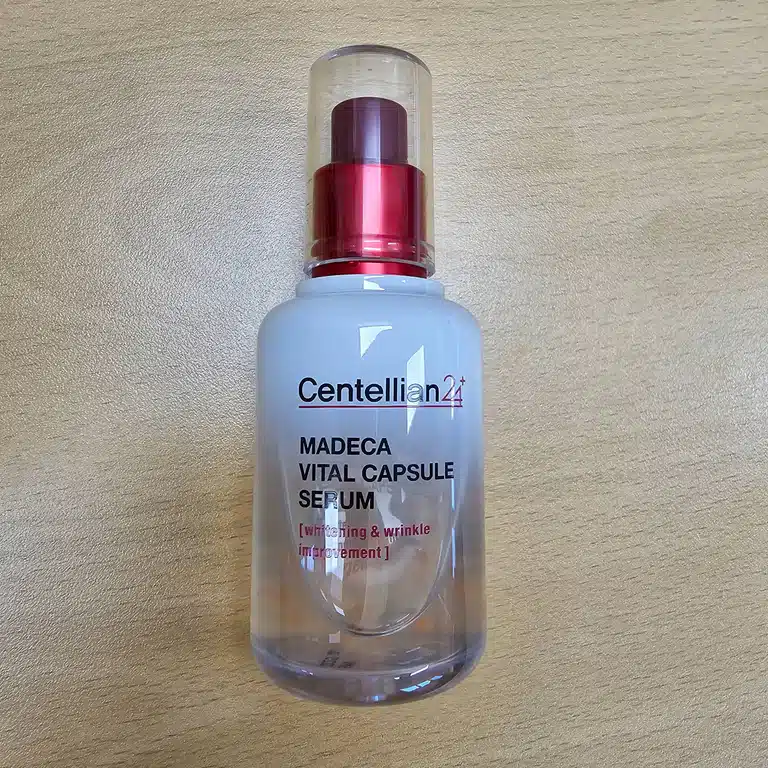 Centellian24+
MADECA
VITAL CAPSULE
SERUM
[ whitening & wrinkle
improvement ]